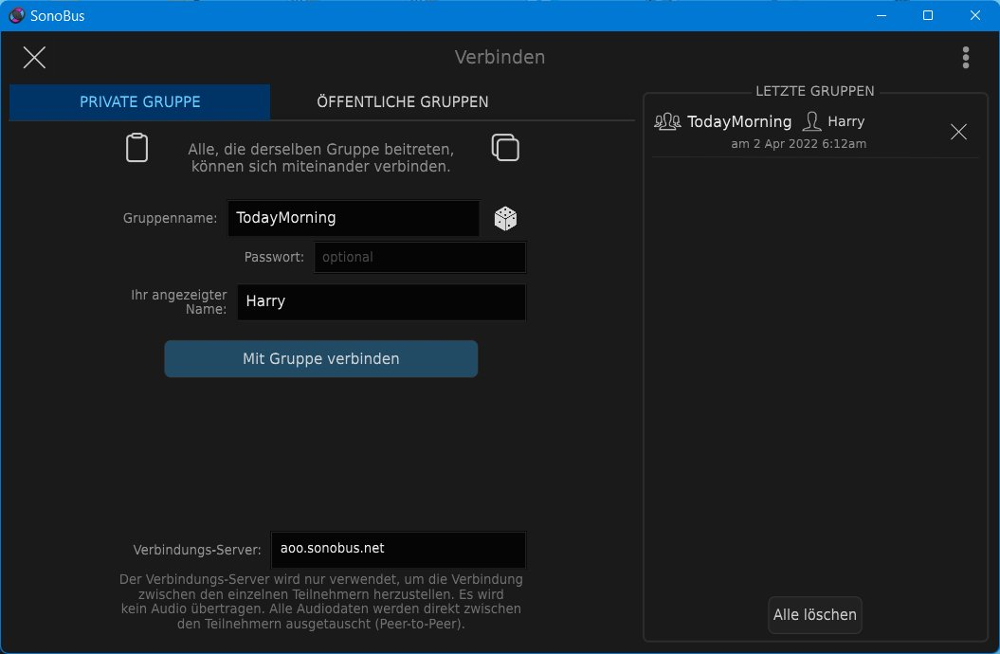 SonoBus
Verbinden
PRIVATE GRUPPE
ÖFFENTLICHE GRUPPEN
Alle, die derselben Gruppe beitreten,
können sich miteinander verbinden.
Gruppenname:
TodayMorning
Passwort:
optional
Ihr angezeigter
Name:
Harry
Mit Gruppe verbinden
Verbindungs-Server:
aoo.sonobus.net
Der Verbindungs-Server wird nur verwendet, um die Verbindung
zwischen den einzelnen Teilnehmern herzustellen. Es wird
kein Audio übertragen. Alle Audiodaten werden direkt zwischen
den Teilnehmern ausgetauscht (Peer-to-Peer).
LETZTE GRUPPEN
TodayMorning Harry
am 2 Apr 2022 6:12am
Alle löschen